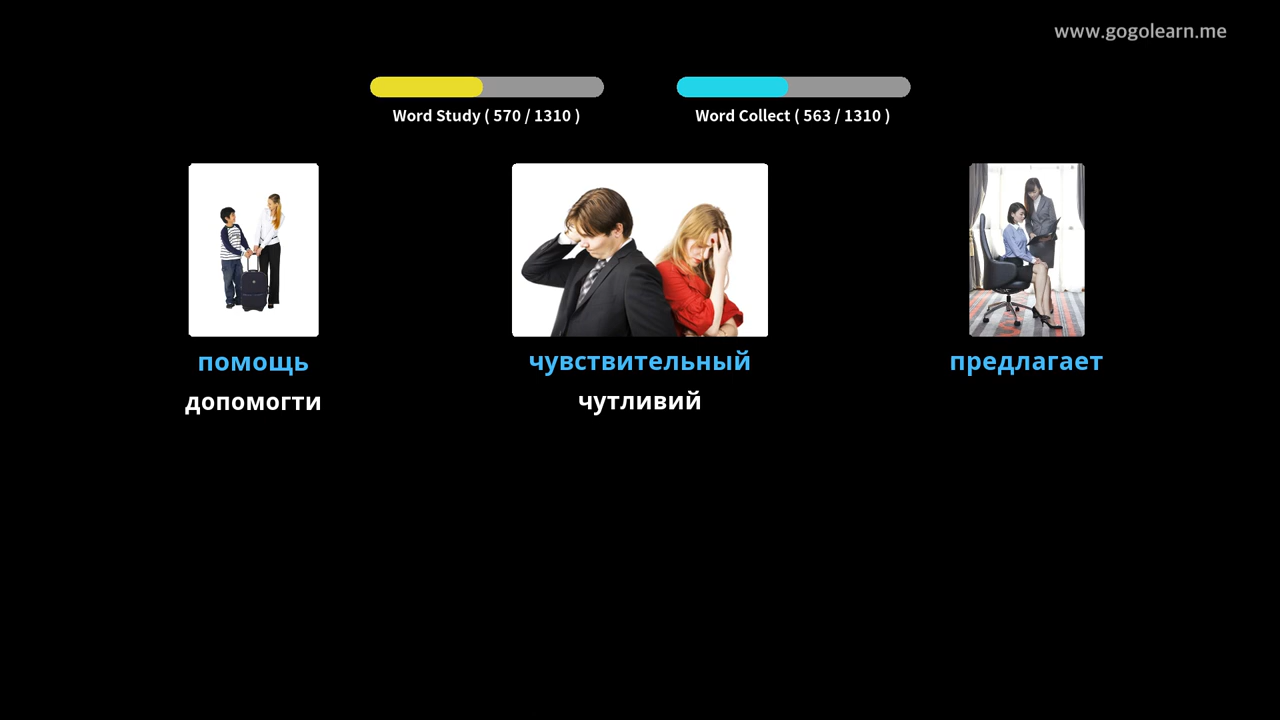 www.gogolearn.me
Word Study ( 570 / 1310 )
Word Collect ( 563 / 1310 )
помощь
чувствительный
предлагает
допомогти
чутливий